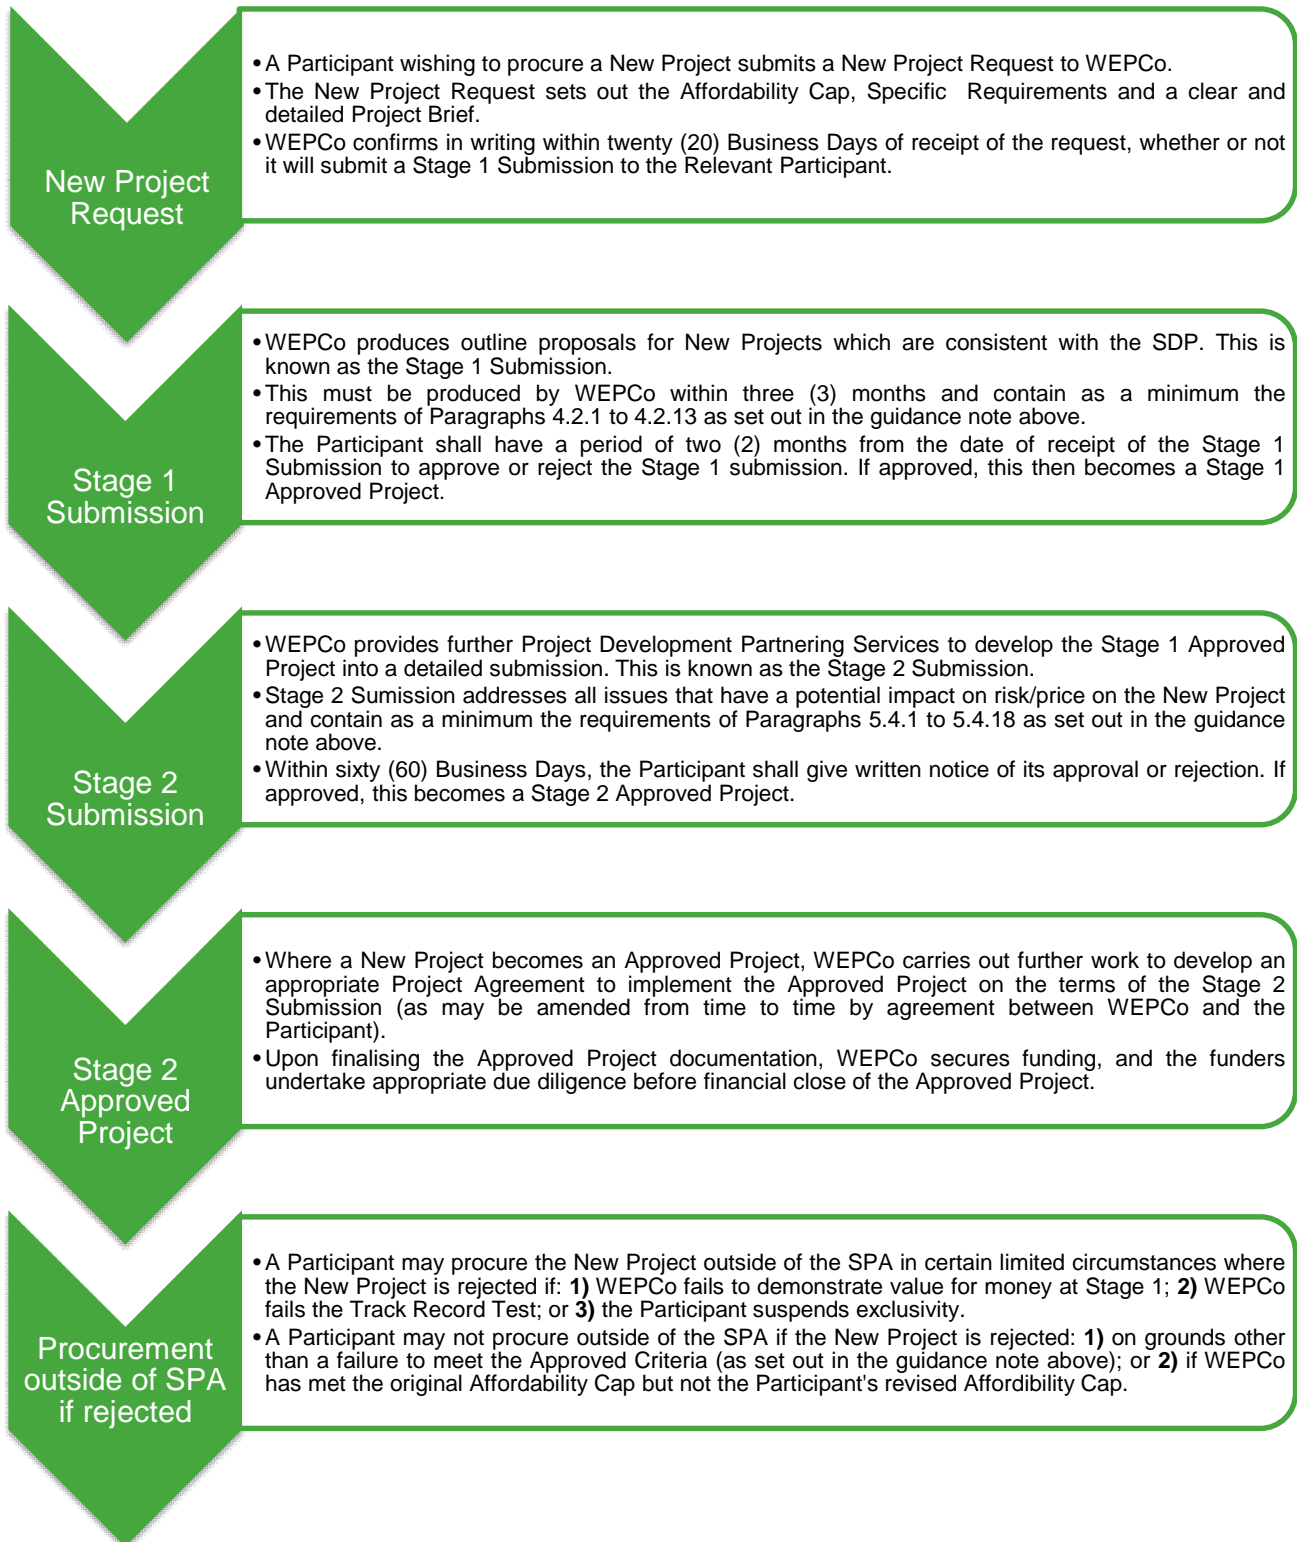 New Project
Request
•A Participant wishing to procure a New Project submits a New Project Request to WEPCo.
•The New Project Request sets out the Affordability Cap, Specific Requirements and a clear and
detailed Project Brief.
•WEPCo confirms in writing within twenty (20) Business Days of receipt of the request, whether or not
it will submit a Stage 1 Submission to the Relevant Participant.
Stage 1
Submission
•WEPCo produces outline proposals for New Projects which are consistent with the SDP. This is
known as the Stage 1 Submission.
•This must be produced by WEPCo within three (3) months and contain as a minimum the
requirements of Paragraphs 4.2.1 to 4.2.13 as set out in the guidance note above.
•The Participant shall have a period of two (2) months from the date of receipt of the Stage 1
Submission to approve or reject the Stage 1 submission. If approved, this then becomes a Stage 1
Approved Project.
Stage 2
Submission
•WEPCo provides further Project Development Partnering Services to develop the Stage 1 Approved
Project into a detailed submission. This is known as the Stage 2 Submission.
•Stage 2 Sumission addresses all issues that have a potential impact on risk/price on the New Project
and contain as a minimum the requirements of Paragraphs 5.4.1 to 5.4.18 as set out in the guidance
note above.
•Within sixty (60) Business Days, the Participant shall give written notice of its approval or rejection. If
approved, this becomes a Stage 2 Approved Project.
Stage 2
Approved
Project
•Where a New Project becomes an Approved Project, WEPCo carries out further work to develop an
appropriate Project Agreement to implement the Approved Project on the terms of the Stage 2
Submission (as may be amended from time to time by agreement between WEPCo and the
Participant).
•Upon finalising the Approved Project documentation, WEPCo secures funding, and the funders
undertake appropriate due diligence before financial close of the Approved Project.
Procurement
outside of SPA
if rejected
•A Participant may procure the New Project outside of the SPA in certain limited circumstances where
the New Project is rejected if: 1) WEPCo fails to demonstrate value for money at Stage 1; 2) WEPCo
fails the Track Record Test; or 3) the Participant suspends exclusivity.
•A Participant may not procure outside of the SPA if the New Project is rejected: 1) on grounds other
than a failure to meet the Approved Criteria (as set out in the guidance note above); or 2) if WEPCo
has met the original Affordability Cap but not the Participant's revised Affordibility Cap.